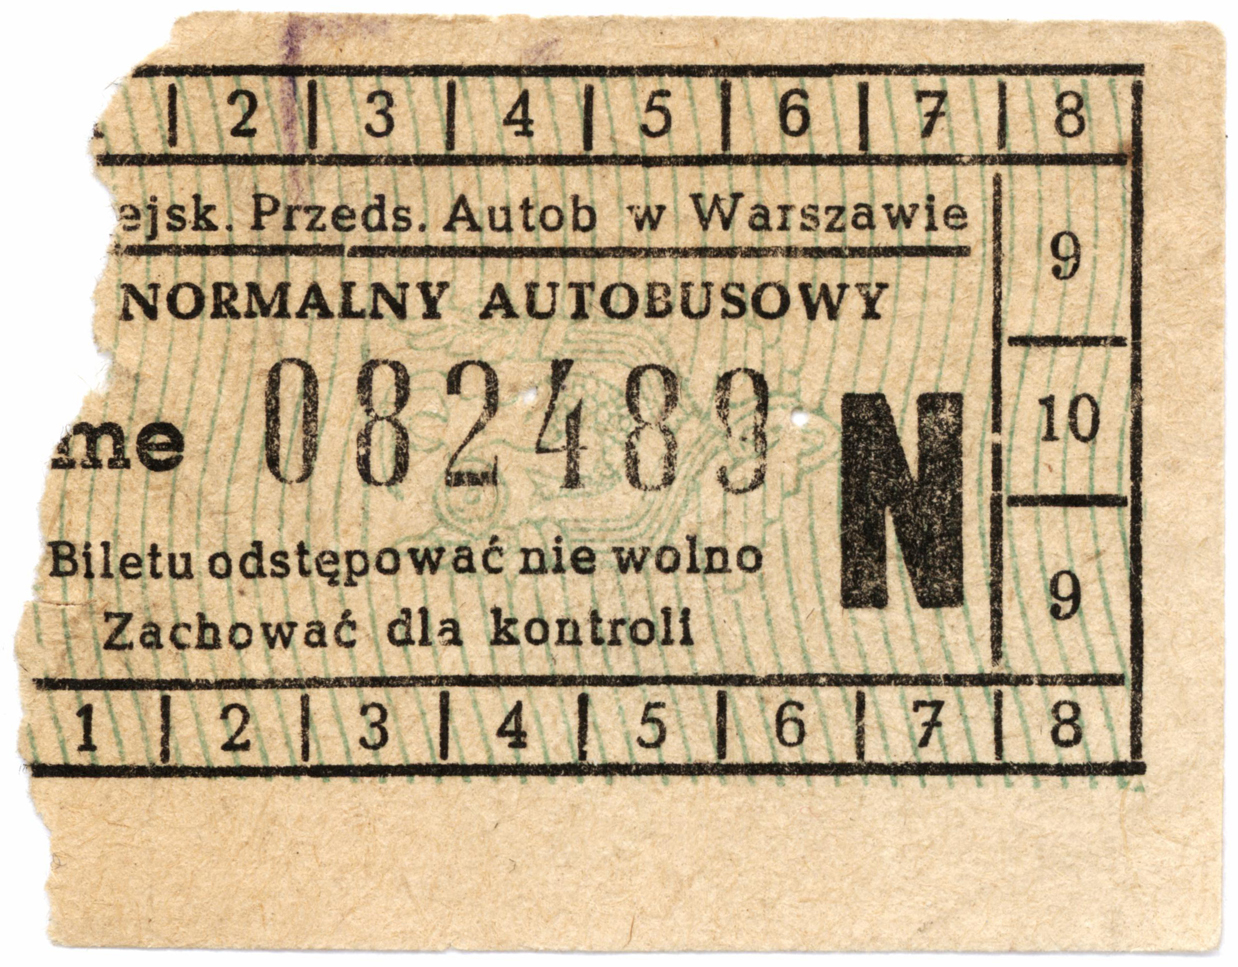 2 3 4 5 6 7 8
ejsk. Przeds. Autob w Warszawie
NORMALNY AUTOBUSOWY
me 082489 N
Biletu odstępować nie wolno
Zachować dla kontroli
9
10
9
1 2 3 4 5 6 7 8